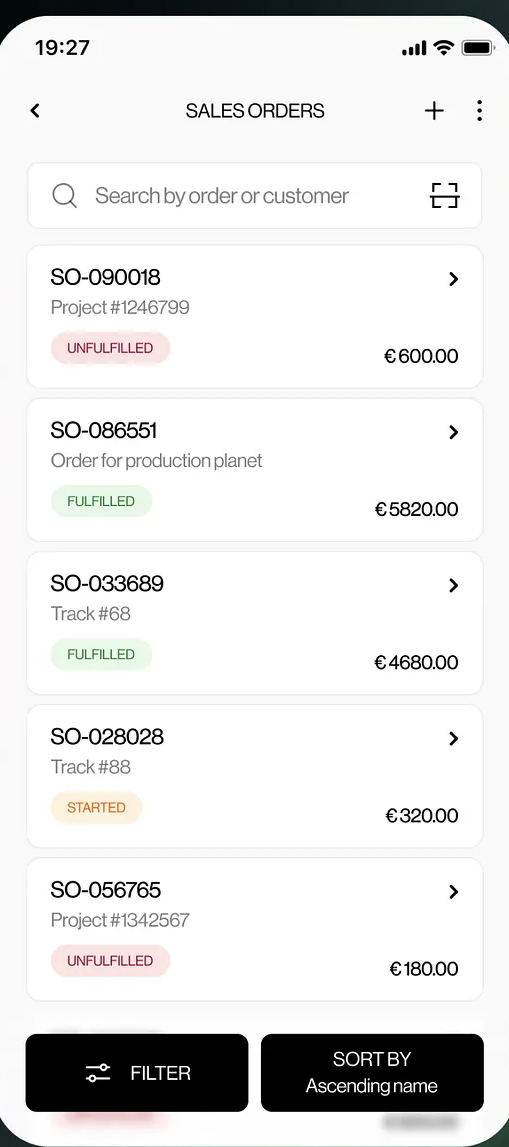 19:27
SALES ORDERS
Search by order or customer
SO-090018
Project #1246799
UNFULFILLED
€600.00
SO-086551
Order for production planet
FULFILLED
€5820.00
SO-033689
Track #68
FULFILLED
€4680.00
SO-028028
Track #88
STARTED
€320.00
SO-056765
Project #1342567
UNFULFILLED
€180.00
FILTER
SORT BY
Ascending name